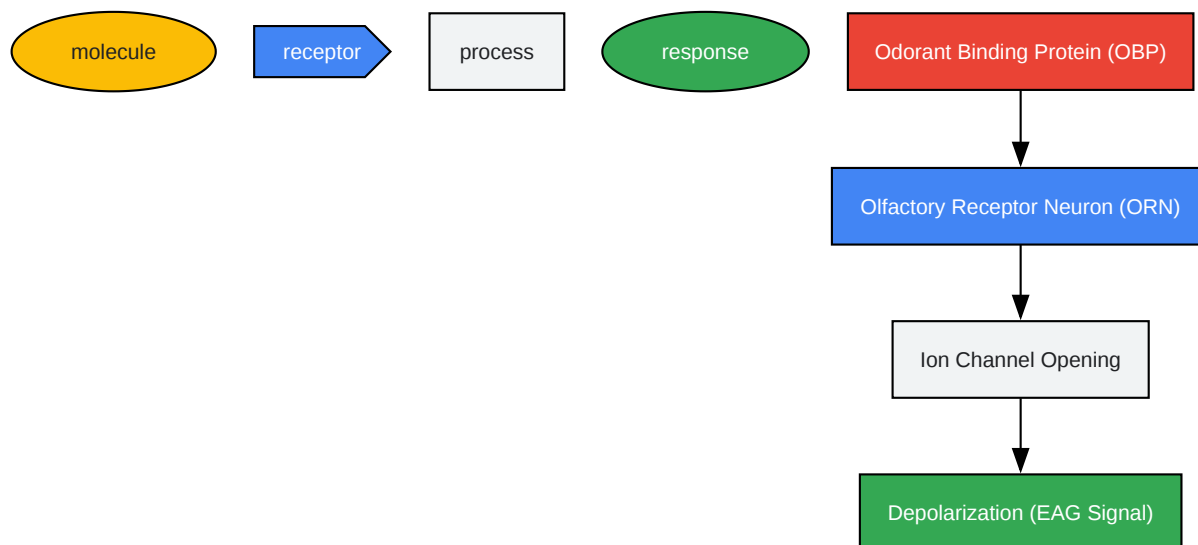 molecule
receptor
process
response
Odorant Binding Protein (OBP)
Olfactory Receptor Neuron (ORN)
Ion Channel Opening
Depolarization (EAG Signal)